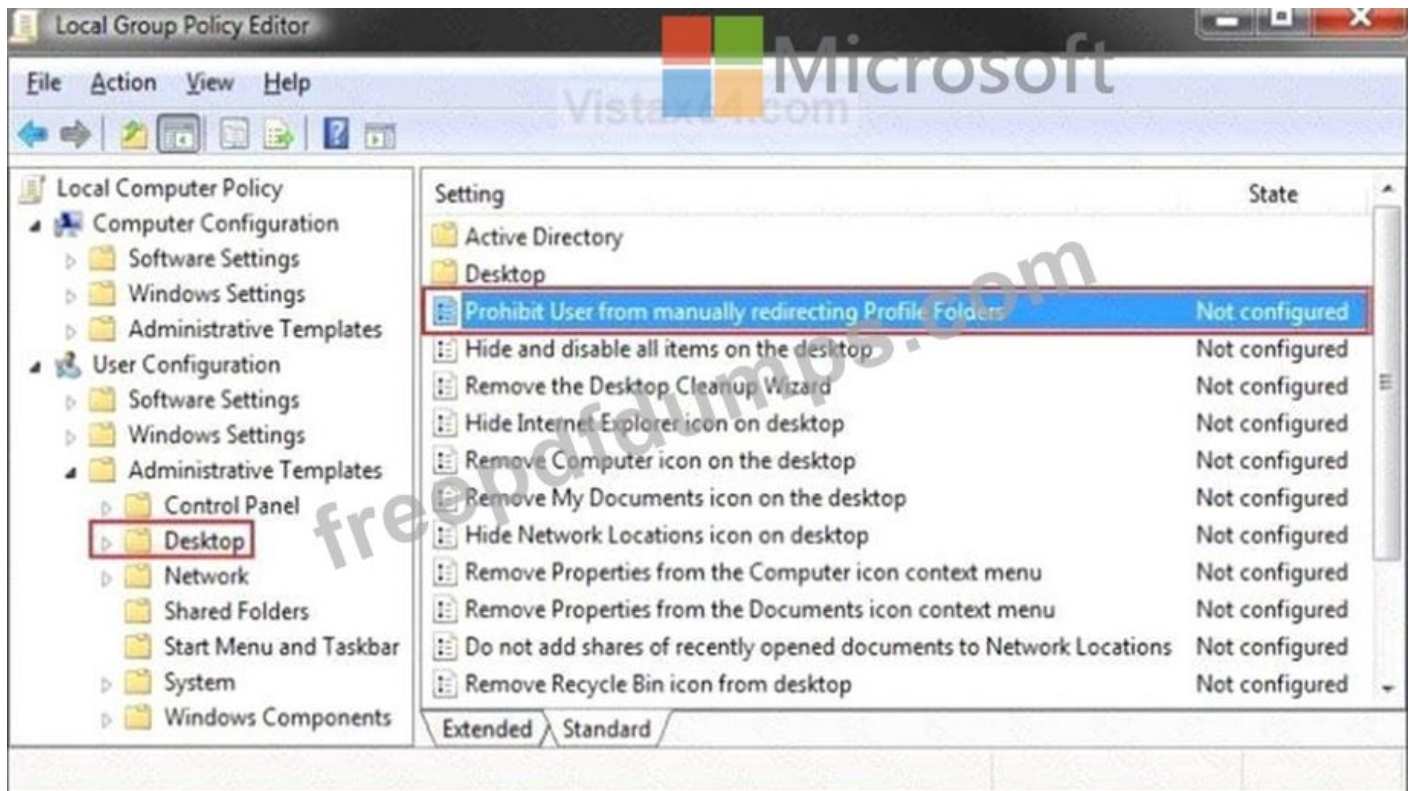 Local Group Policy Editor
Microsoft
File Action View Help
Vistax64.com
Local Computer Policy
Computer Configuration
Software Settings
Windows Settings
Administrative Templates
User Configuration
Software Settings
Windows Settings
Administrative Templates
Control Panel
Desktop
Network
Shared Folders
Start Menu and Taskbar
System
Windows Components
Setting State
Active Directory
Desktop
Prohibit User from manually redirecting Profile Folders Not configured
Hide and disable all items on the desktop Not configured
Remove the Desktop Cleanup Wizard Not configured
Hide Internet Explorer icon on desktop Not configured
Remove Computer icon on the desktop Not configured
Remove My Documents icon on the desktop Not configured
Hide Network Locations icon on desktop Not configured
Remove Properties from the Computer icon context menu Not configured
Remove Properties from the Documents icon context menu Not configured
Do not add shares of recently opened documents to Network Locations Not configured
Remove Recycle Bin icon from desktop Not configured
Extended Standard
freepdfdumps.com